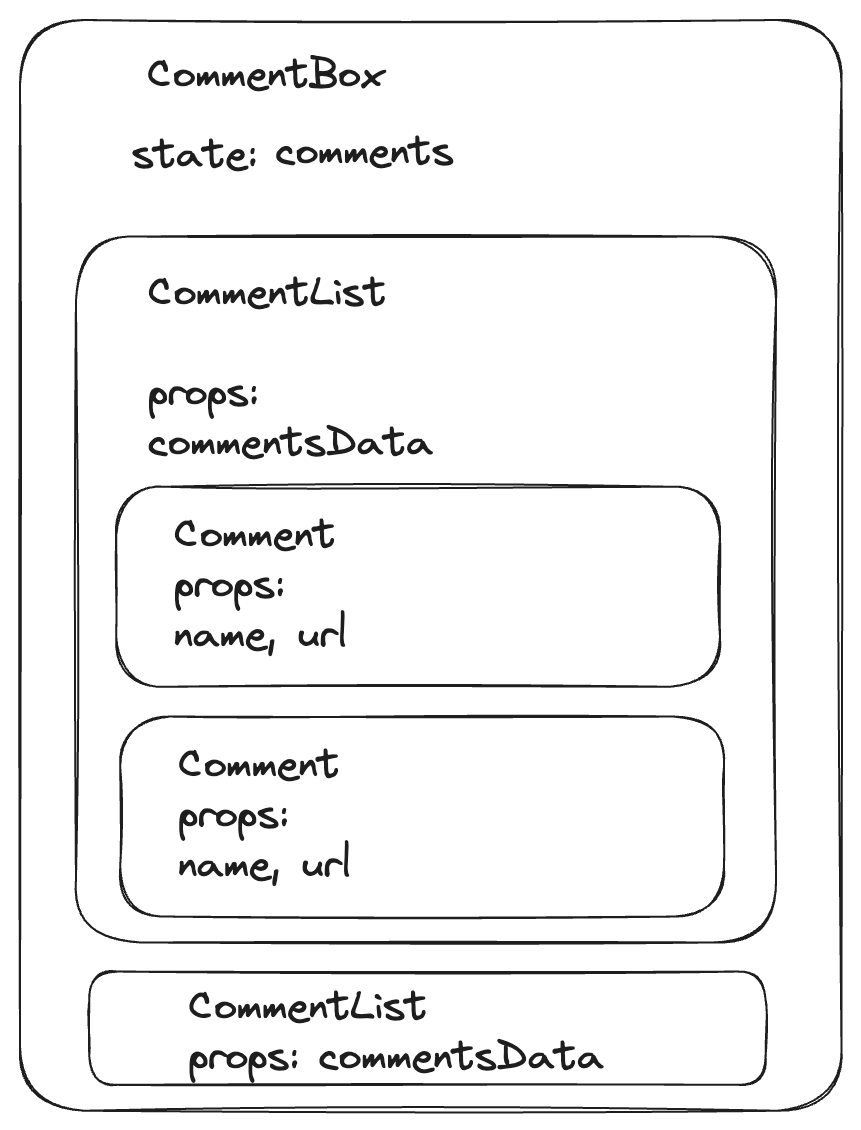 CommentBox
state: comments
CommentList
props:
commentsData
Comment
props:
name, url
Comment
props:
name, url
CommentList
props: commentsData